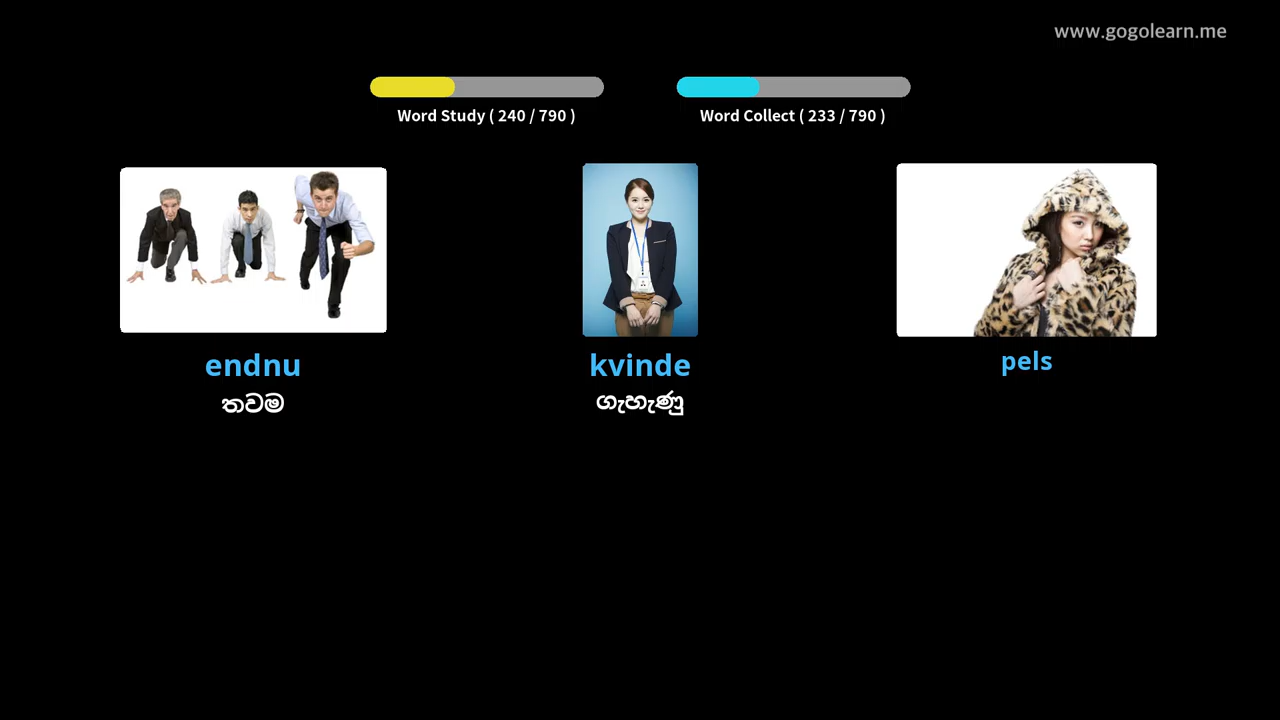 www.gogolearn.me
Word Study ( 240 / 790 )
Word Collect ( 233 / 790 )
endnu
kvinde
pels
තවම
ගැහැණු